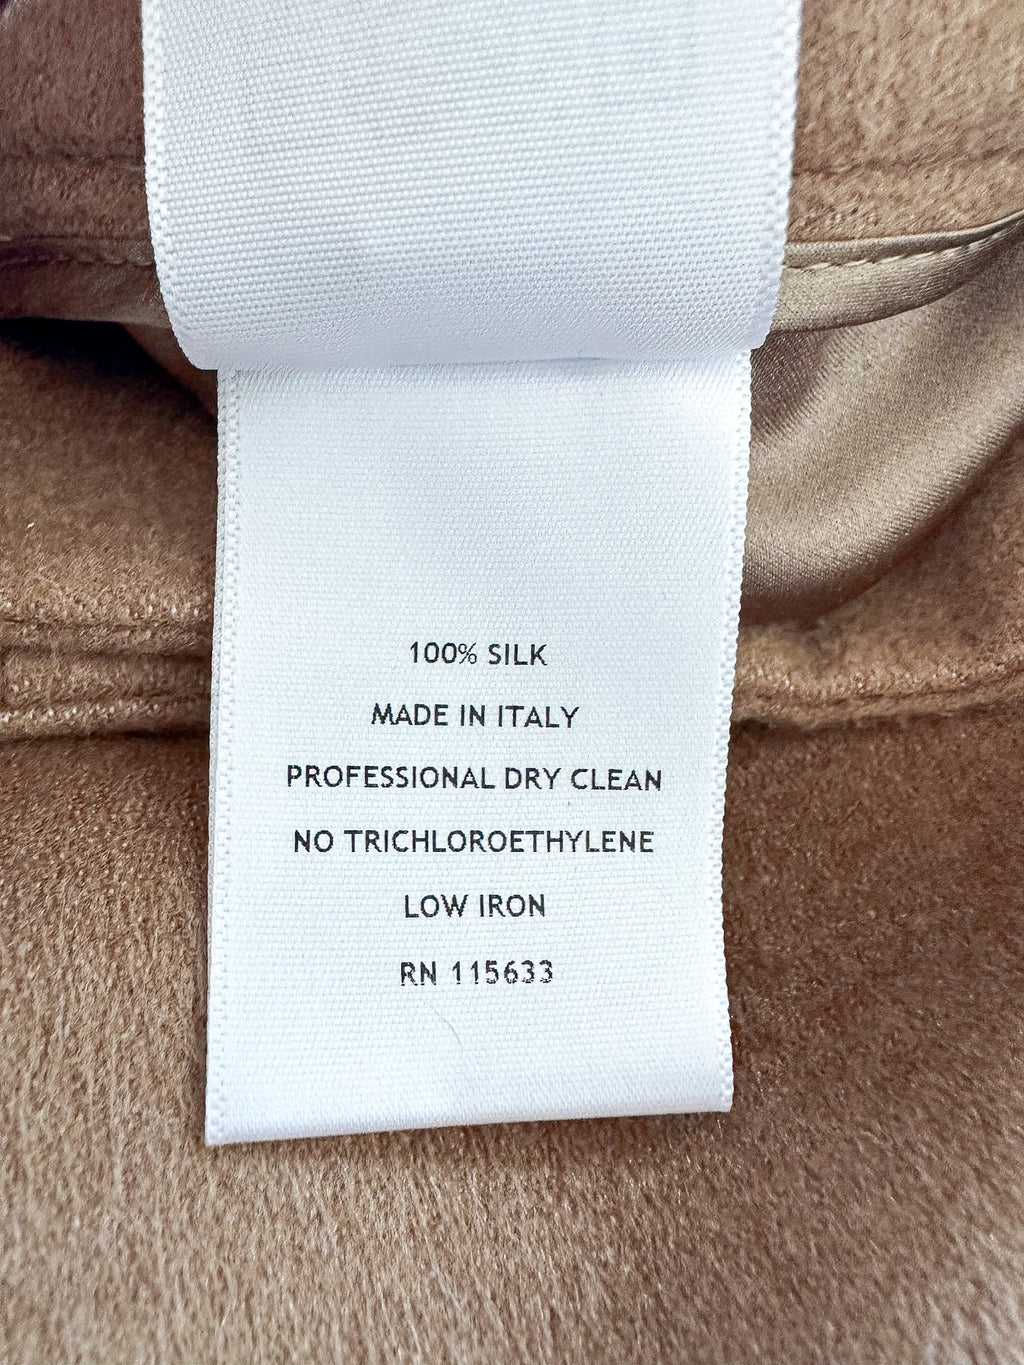 100% SILK
MADE IN ITALY
PROFESSIONAL DRY CLEAN
NO TRICHLOROETHYLENE
LOW IRON
RN 115633